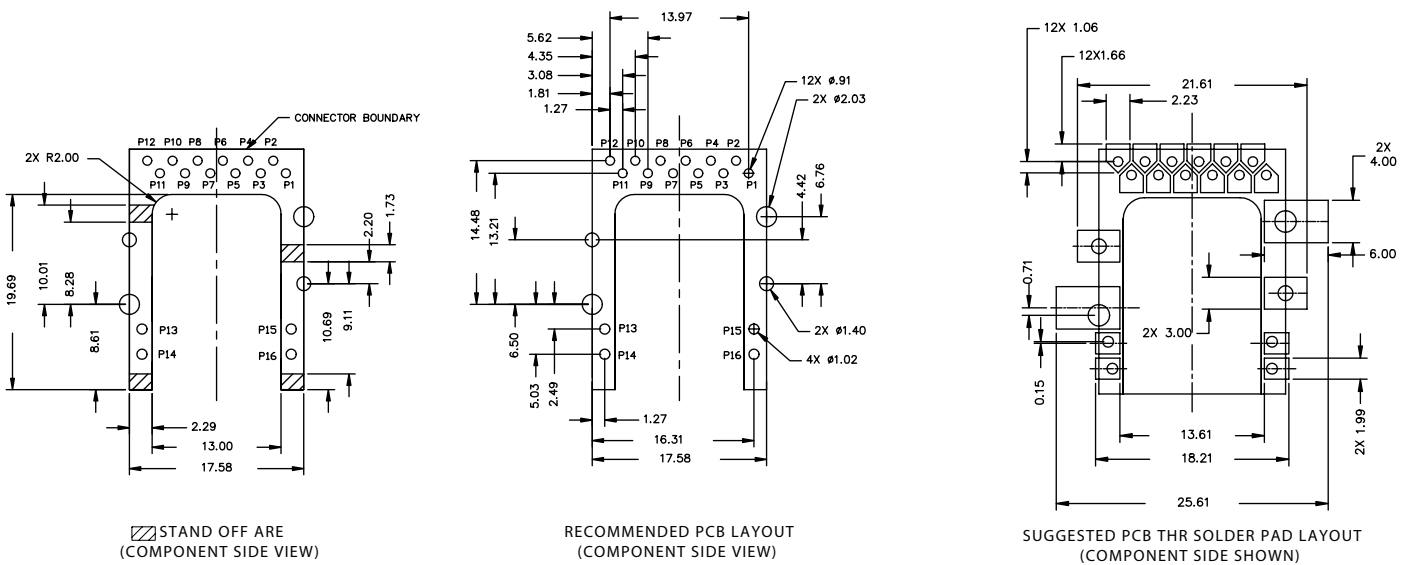 CONNECTOR BOUNDARY
P12 P10 P8 P6 P4 P2
2X R2.00
P11 P9 P7 P5 P3 P1
19.69
10.01
8.28
8.61
1.73
2.20
10.69
9.11
P13
P14
P15
P16
2.29
13.00
17.58
STAND OFF ARE
(COMPONENT SIDE VIEW)
13.97
5.62
4.35
3.08
1.81
1.27
12X ø.91
2X ø2.03
P12 P10 P8 P6 P4 P2
P11 P9 P7 P5 P3 P1
14.48
13.21
4.42
6.76
6.50
5.03
2.49
P13
P14
P15
P16
2X ø1.40
4X ø1.02
1.27
16.31
17.58
RECOMMENDED PCB LAYOUT
(COMPONENT SIDE VIEW)
12X 1.06
12X1.66
21.61
2.23
2X
4.00
6.00
0.71
2X 3.00
0.15
2X 1.99
13.61
18.21
25.61
SUGGESTED PCB THR SOLDER PAD LAYOUT
(COMPONENT SIDE SHOWN)